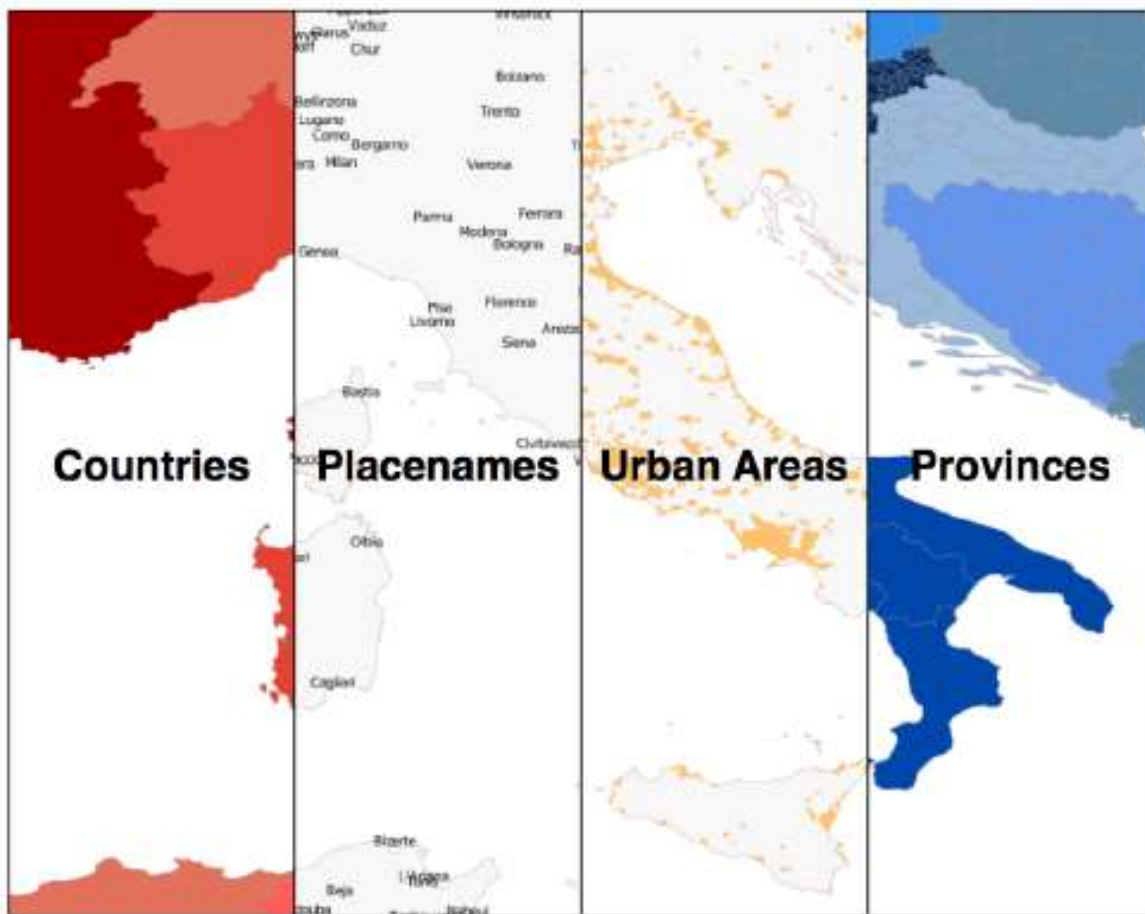 Vaduz
Glarus
Chur
Bolzano
Bellinzona
Trento
Lugano
Como
Bergamo
Milan
Verona
Parma
Ferrara
Modena
Bologna
Genoa
Pisa
Florence
Livorno
Siena
Bastia
Countries
Placenames
Urban Areas
Provinces
Olbia
Cagliari
Bizerte
Beja